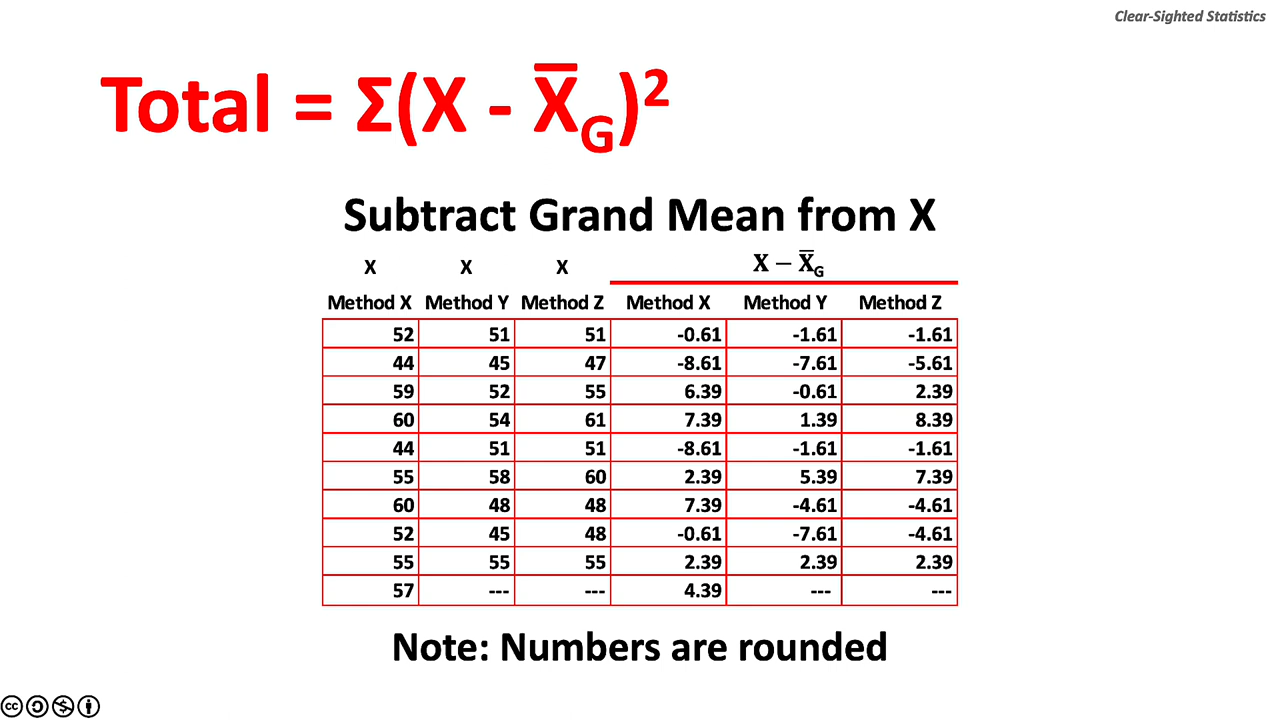 Clear-Sighted Statistics
Total = Σ(X - X̅G)²
Subtract Grand Mean from X
X X X X − X̅G
Method X Method Y Method Z Method X Method Y Method Z
52 51 51 -0.61 -1.61 -1.61
44 45 47 -8.61 -7.61 -5.61
59 52 55 6.39 -0.61 2.39
60 54 61 7.39 1.39 8.39
44 51 51 -8.61 -1.61 -1.61
55 58 60 2.39 5.39 7.39
60 48 48 7.39 -4.61 -4.61
52 45 48 -0.61 -7.61 -4.61
55 55 55 2.39 2.39 2.39
57 --- --- 4.39 --- ---
Note: Numbers are rounded
cc